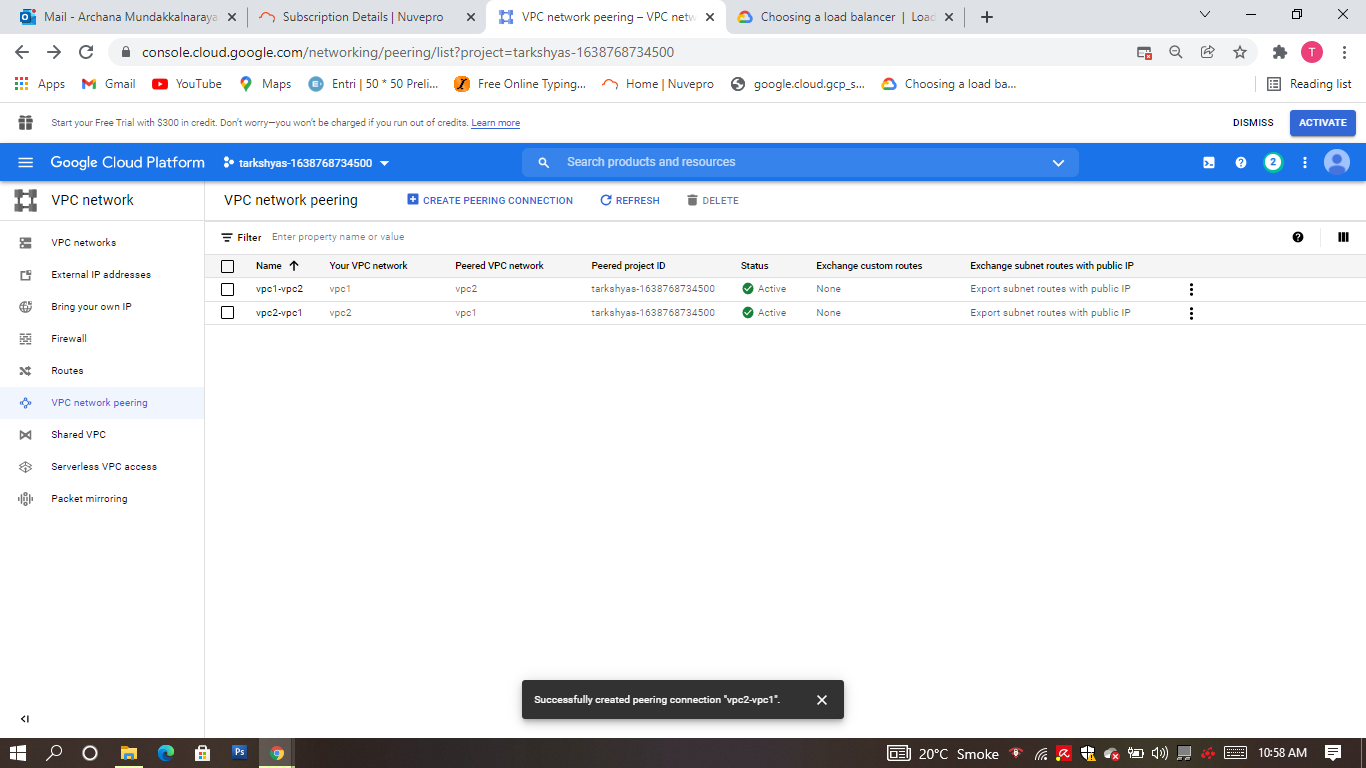 Mail - Archana Mundakkalnaraya
Subscription Details | Nuvepro
VPC network peering – VPC netw
Choosing a load balancer | Load
console.cloud.google.com/networking/peering/list?project=tarkshyas-1638768734500
T
Apps
Gmail
YouTube
Maps
Entri | 50 * 50 Preli...
Free Online Typing...
Home | Nuvepro
google.cloud.gcp_s...
Choosing a load ba...
Reading list
Start your Free Trial with $300 in credit. Don't worry—you won't be charged if you run out of credits. Learn more
DISMISS
ACTIVATE
Google Cloud Platform
tarkshyas-1638768734500
Search products and resources
2
VPC network
VPC network peering
CREATE PEERING CONNECTION
REFRESH
DELETE
VPC networks
External IP addresses
Bring your own IP
Firewall
Routes
VPC network peering
Shared VPC
Serverless VPC access
Packet mirroring
Filter Enter property name or value
Name Your VPC network Peered VPC network Peered project ID Status Exchange custom routes Exchange subnet routes with public IP
vpc1-vpc2 vpc1 vpc2 tarkshyas-1638768734500 Active None Export subnet routes with public IP
vpc2-vpc1 vpc2 vpc1 tarkshyas-1638768734500 Active None Export subnet routes with public IP
Successfully created peering connection "vpc2-vpc1".
Ps
20°C Smoke
10:58 AM